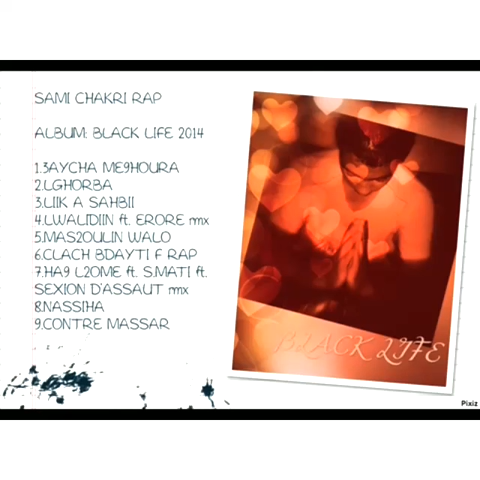 SAMI CHAKRI RAP
ALBUM: BLACK LIFE 2014
1.3AYCHA ME9HOURA
2.LGHORBA
3.LIIK A SAHBII
4.LWALIDIIN ft. ERORE rmx
5.MAS2OULIN WALO
6.CLACH BDAYTI F RAP
7.HA9 L2OME ft. S.MATI ft.
SEXION D'ASSAUT rmx
8.NASSIHA
9.CONTRE MASSAR
BLACK LIFE
Pixiz